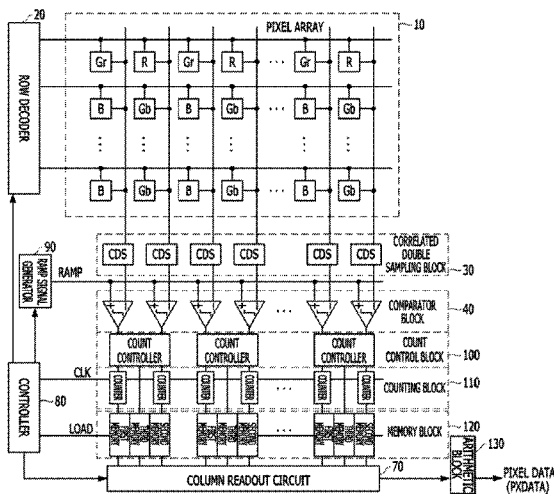 20
PIXEL ARRAY
10
ROW DECODER
Gr R Gr R ... Gr R
B Gb B Gb ... B Gb
B Gb B Gb ... B Gb
CDS CDS CDS CDS CDS CDS
CORRELATED
DOUBLE
SAMPLING BLOCK
30
90
RAMP SIGNAL
GENERATOR
RAMP
COMPARATOR
BLOCK
40
COUNT
CONTROLLER
COUNT
CONTROLLER
COUNT
CONTROLLER
COUNT
CONTROL BLOCK
100
CLK
COUNTER COUNTER COUNTER COUNTER COUNTER COUNTER
COUNTING BLOCK
110
CONTROLLER
80
LOAD
MEMORY BLOCK
120
COLUMN READOUT CIRCUIT
70
130
ARITHMETIC
BLOCK
PIXEL DATA
(PXDATA)